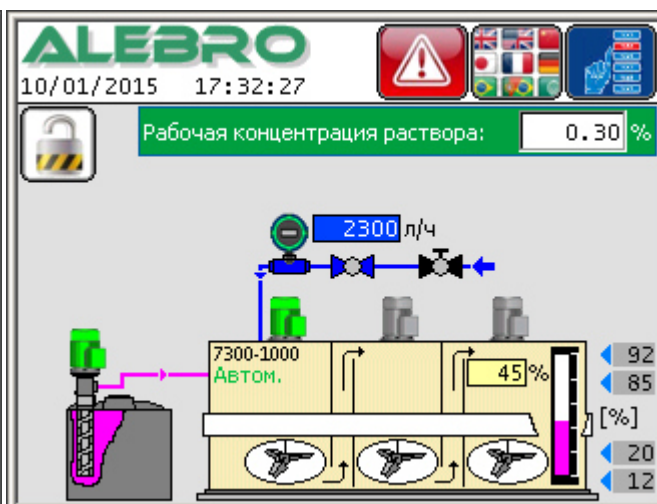 ALEBRO
10/01/2015 17:32:27
Рабочая концентрация раствора: 0.30 %
2300 л/ч
7300-1000
Автом.
45 %
92
85
[%]
20
12